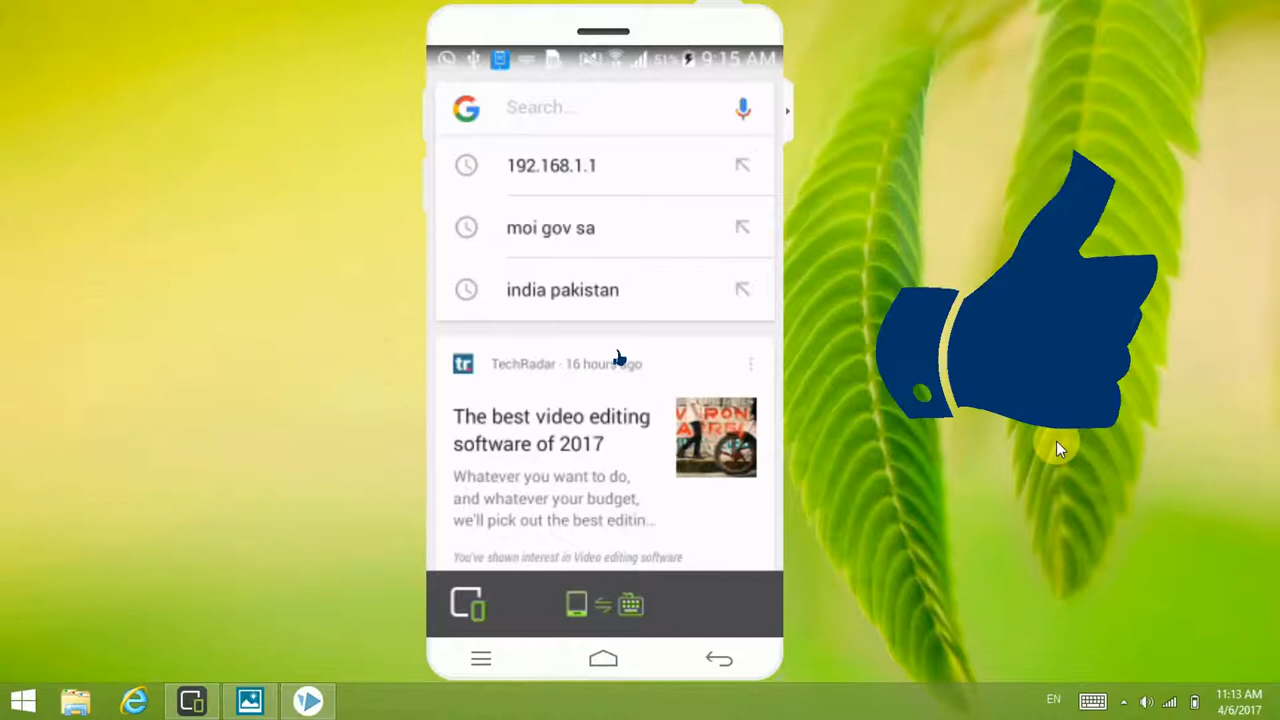 51% 9:15 AM
G Search...
192.168.1.1
moi gov sa
india pakistan
tr TechRadar · 16 hours ago
The best video editing
software of 2017
Whatever you want to do,
and whatever your budget,
we'll pick out the best editin...
You've shown interest in Video editing software
EN 11:13 AM
4/6/2017